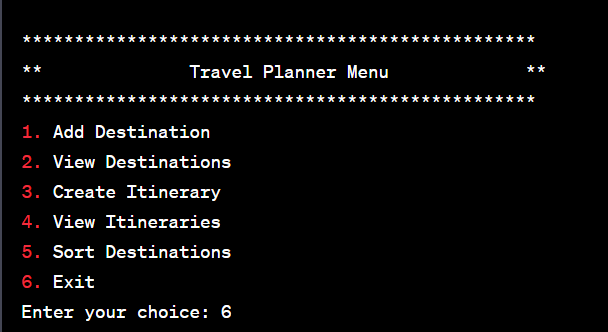 *************************************************
**              Travel Planner Menu             **
*************************************************
1. Add Destination
2. View Destinations
3. Create Itinerary
4. View Itineraries
5. Sort Destinations
6. Exit
Enter your choice: 6